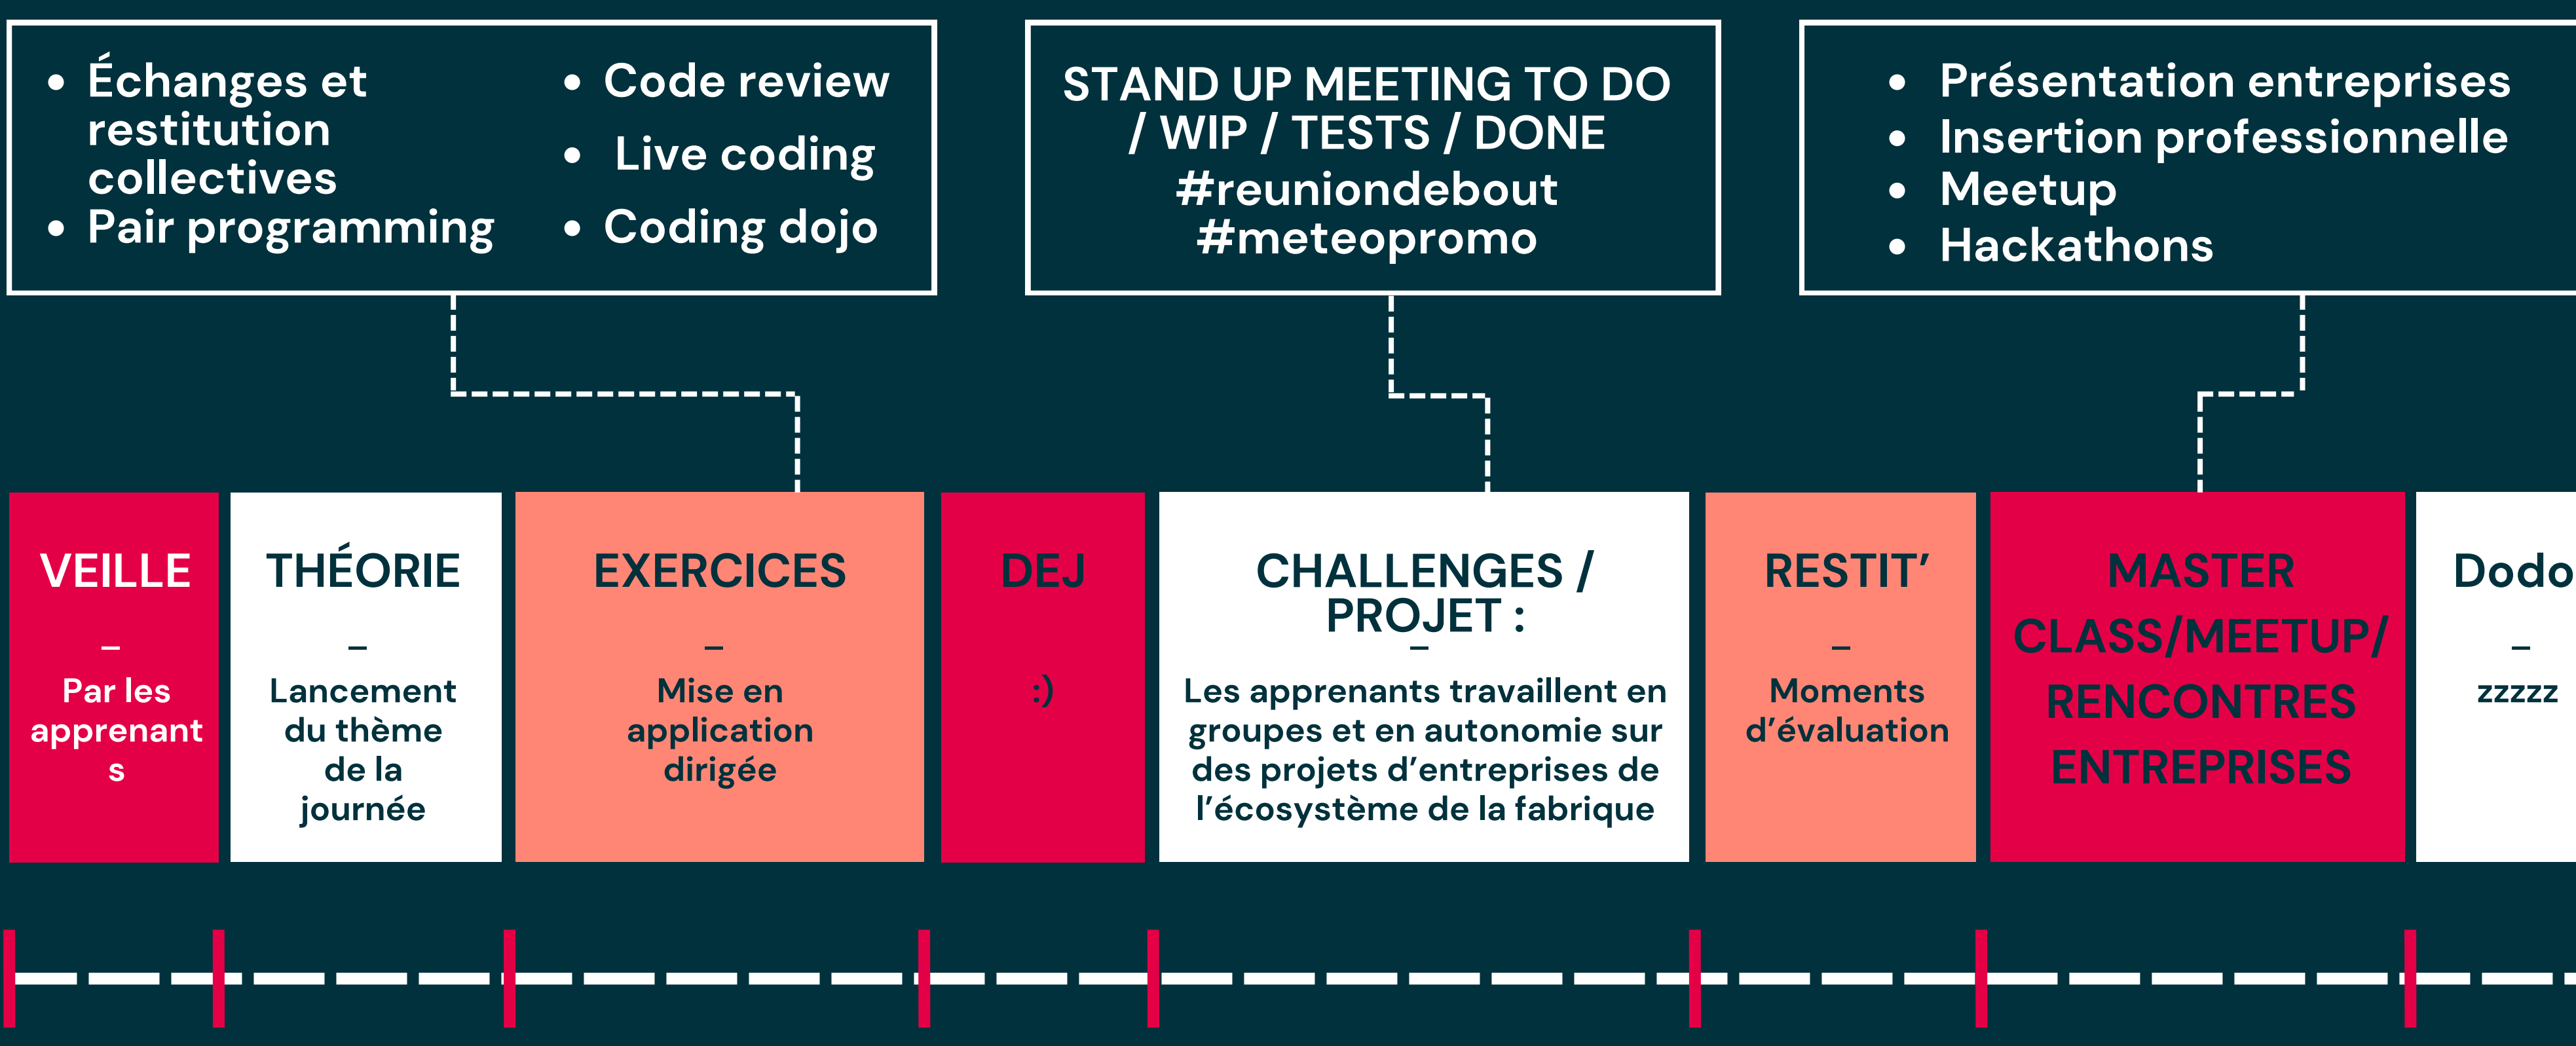 • Échanges et
restitution
collectives
• Pair programming
• Code review
• Live coding
• Coding dojo
STAND UP MEETING TO DO
/ WIP / TESTS / DONE
#reuniondebout
#meteopromo
• Présentation entreprises
• Insertion professionnelle
• Meetup
• Hackathons
VEILLE
–
Par les
apprenant
s
THÉORIE
–
Lancement
du thème
de la
journée
EXERCICES
–
Mise en
application
dirigée
DEJ
:)
CHALLENGES /
PROJET :
–
Les apprenants travaillent en
groupes et en autonomie sur
des projets d’entreprises de
l’écosystème de la fabrique
RESTIT’
–
Moments
d’évaluation
MASTER
CLASS/MEETUP/
RENCONTRES
ENTREPRISES
Dodo
–
zzzzz